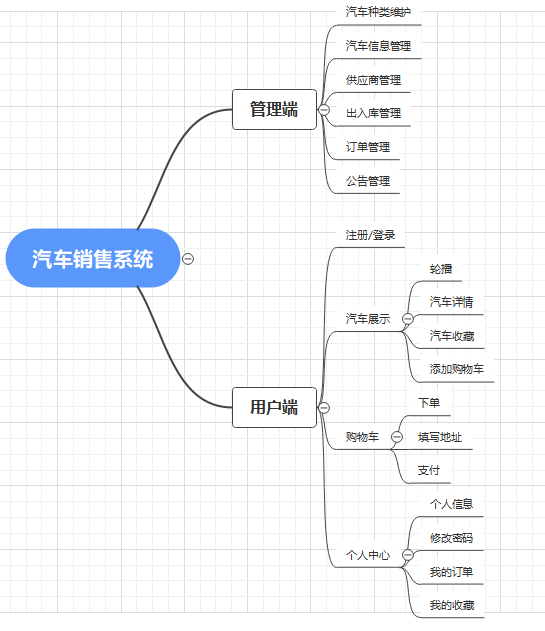 汽车销售系统
管理端
汽车种类维护
汽车信息管理
供应商管理
出入库管理
订单管理
公告管理
用户端
注册/登录
汽车展示
轮播
汽车详情
汽车收藏
添加购物车
购物车
下单
填写地址
支付
个人中心
个人信息
修改密码
我的订单
我的收藏